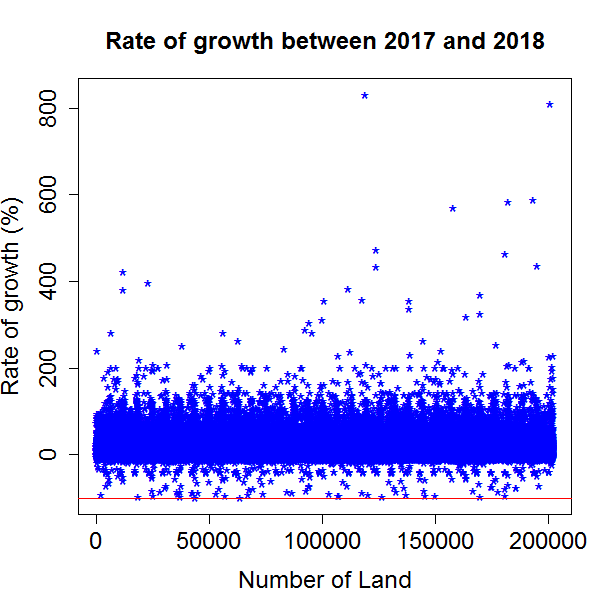 Rate of growth between 2017 and 2018
Rate of growth (%)
800
600
400
200
0
0 50000 100000 150000 200000
Number of Land